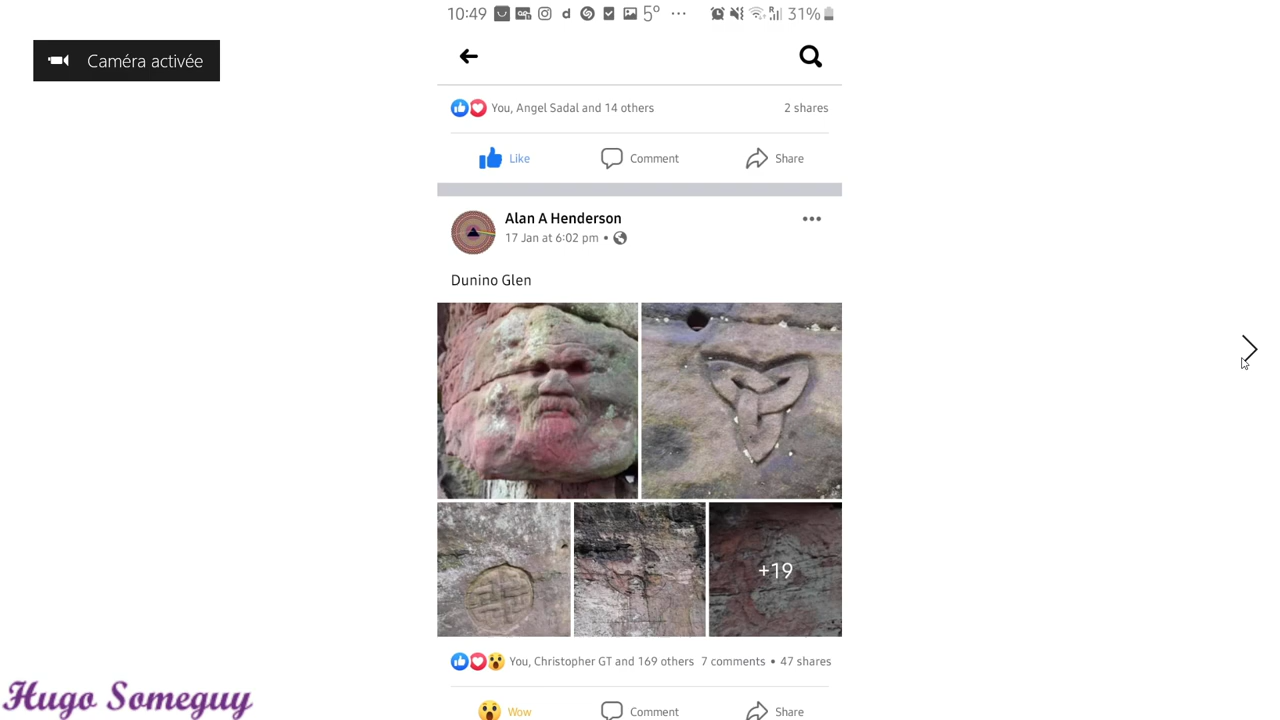 10:49 5° ... 31%
Caméra activée
You, Angel Sadal and 14 others 2 shares
Like Comment Share
Alan A Henderson
17 Jan at 6:02 pm •
Dunino Glen
+19
You, Christopher GT and 169 others 7 comments • 47 shares
Wow Comment Share
Hugo Someguy